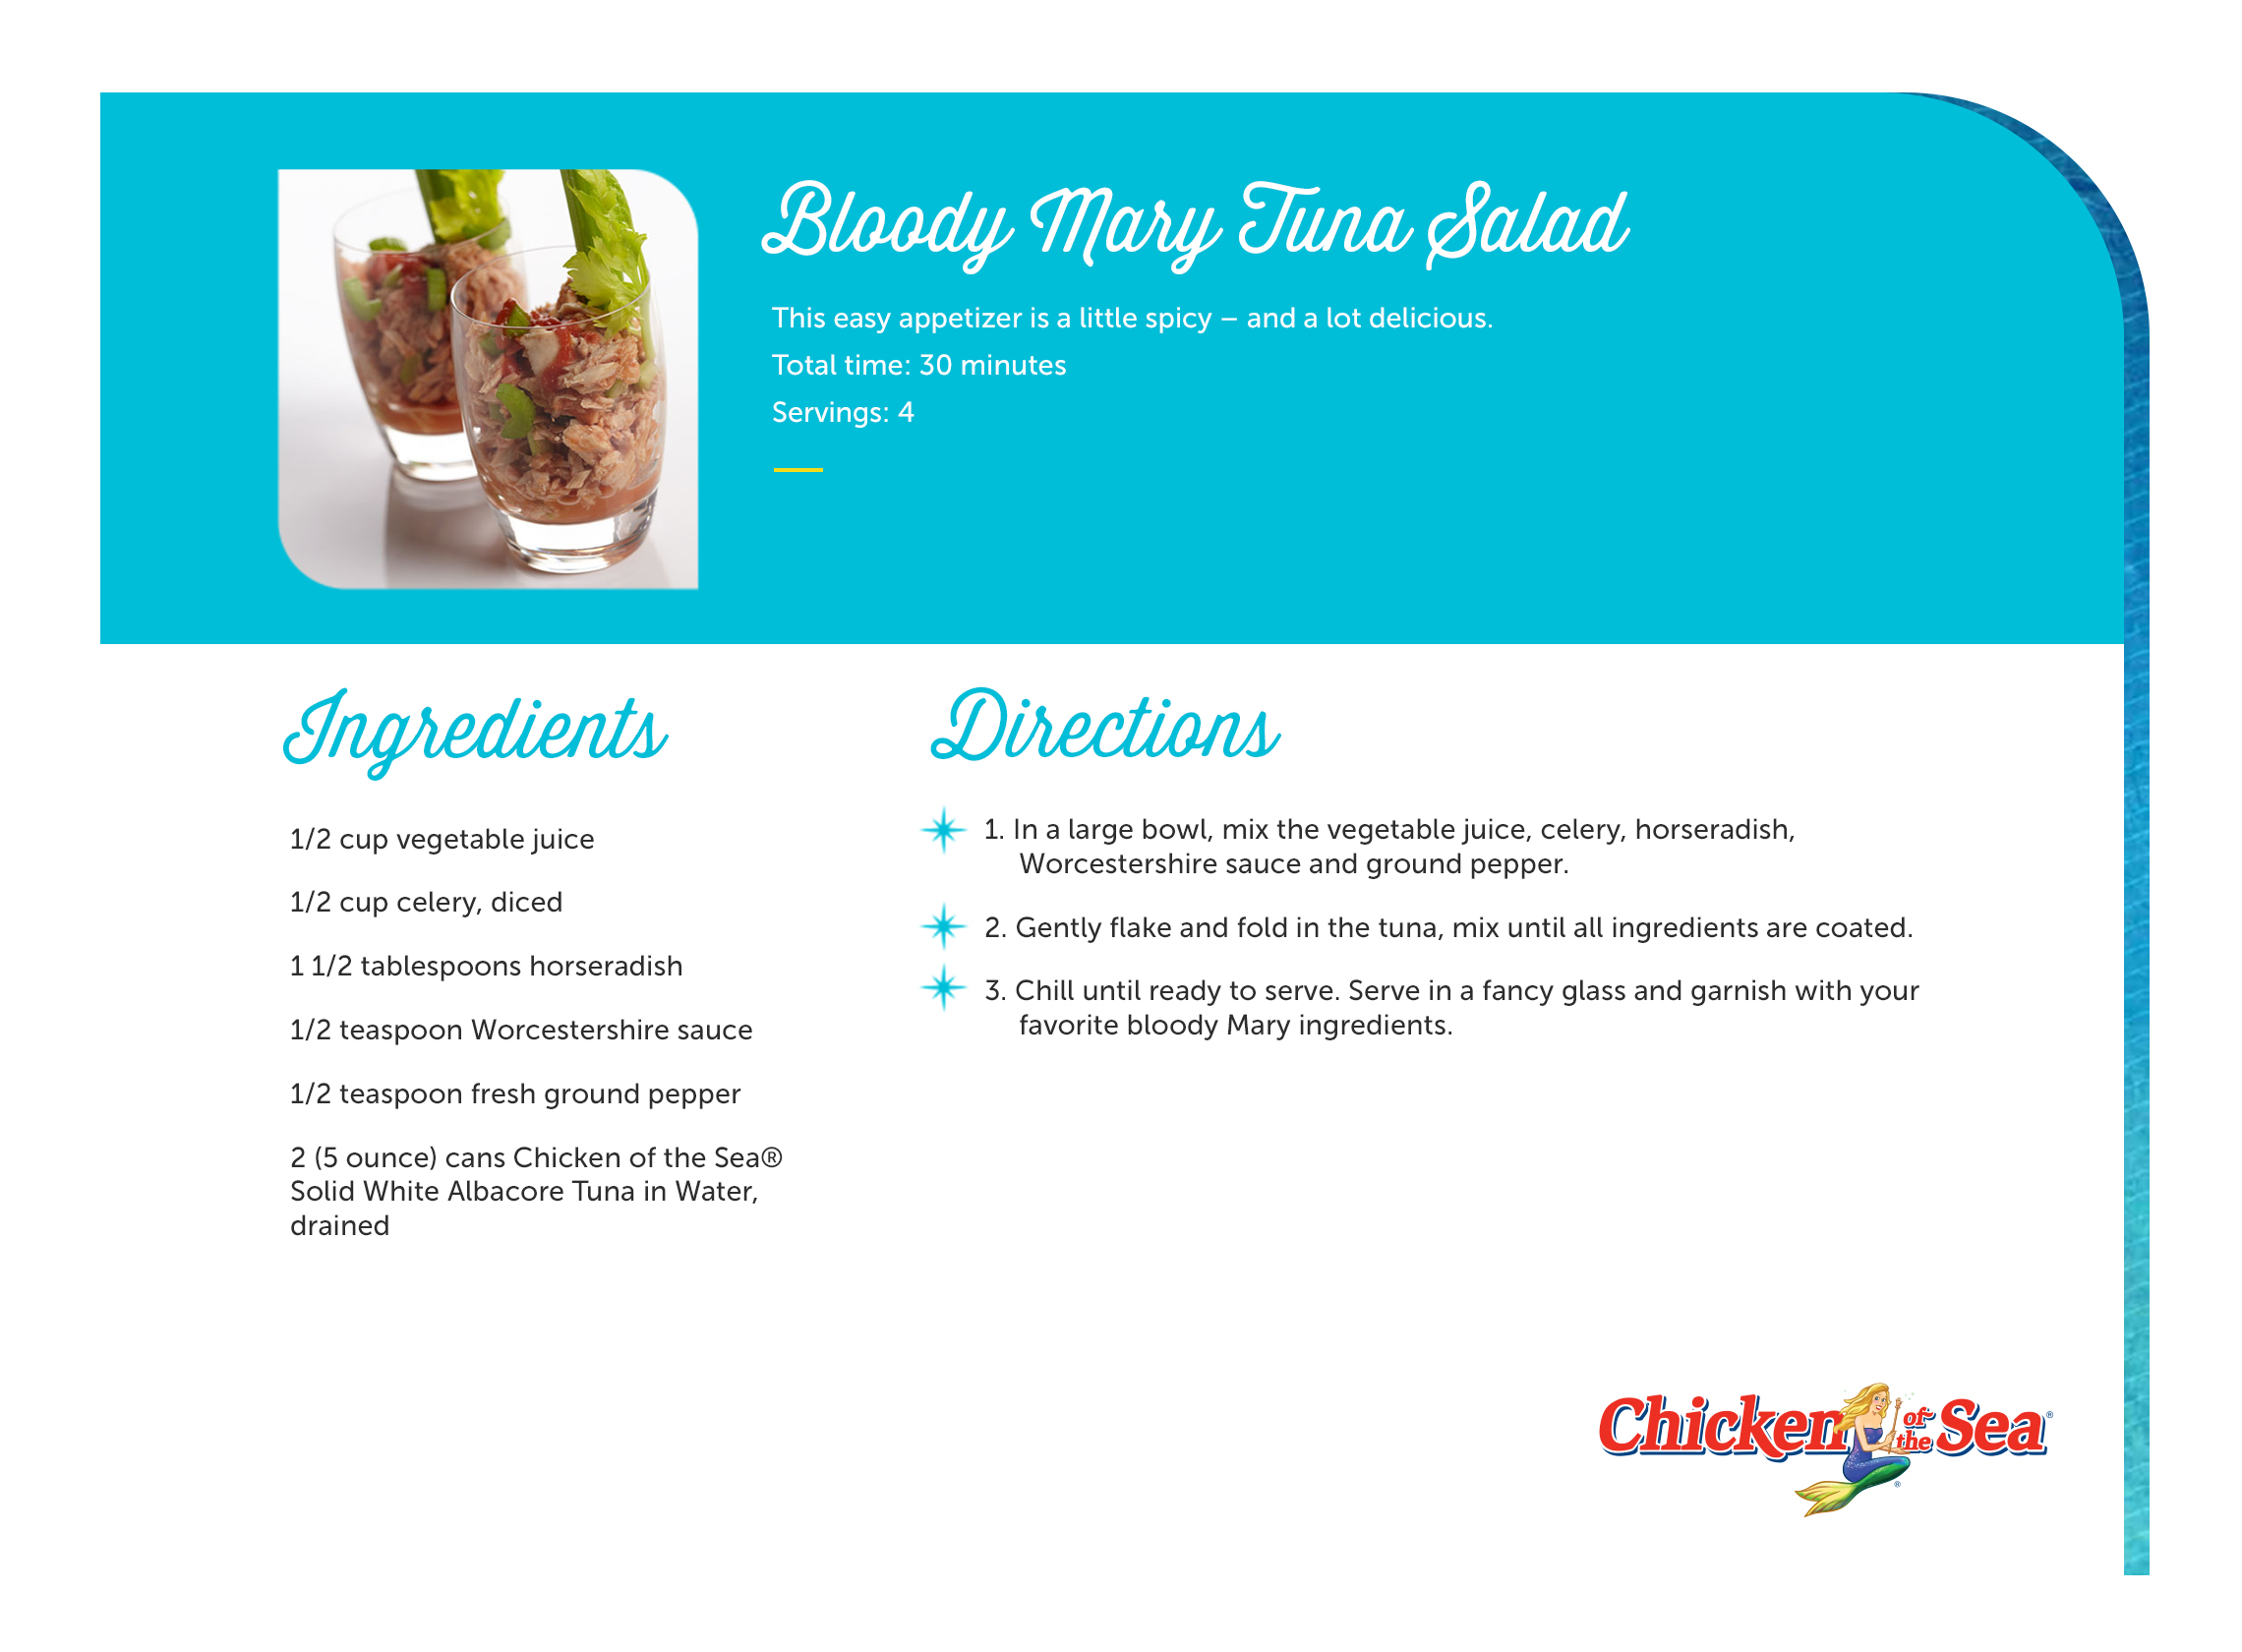 Bloody Mary Tuna Salad
This easy appetizer is a little spicy – and a lot delicious.
Total time: 30 minutes
Servings: 4
Ingredients
1/2 cup vegetable juice
1/2 cup celery, diced
1 1/2 tablespoons horseradish
1/2 teaspoon Worcestershire sauce
1/2 teaspoon fresh ground pepper
2 (5 ounce) cans Chicken of the Sea®
Solid White Albacore Tuna in Water,
drained
Directions
1. In a large bowl, mix the vegetable juice, celery, horseradish,
Worcestershire sauce and ground pepper.
2. Gently flake and fold in the tuna, mix until all ingredients are coated.
3. Chill until ready to serve. Serve in a fancy glass and garnish with your
favorite bloody Mary ingredients.
Chicken of the Sea®
®